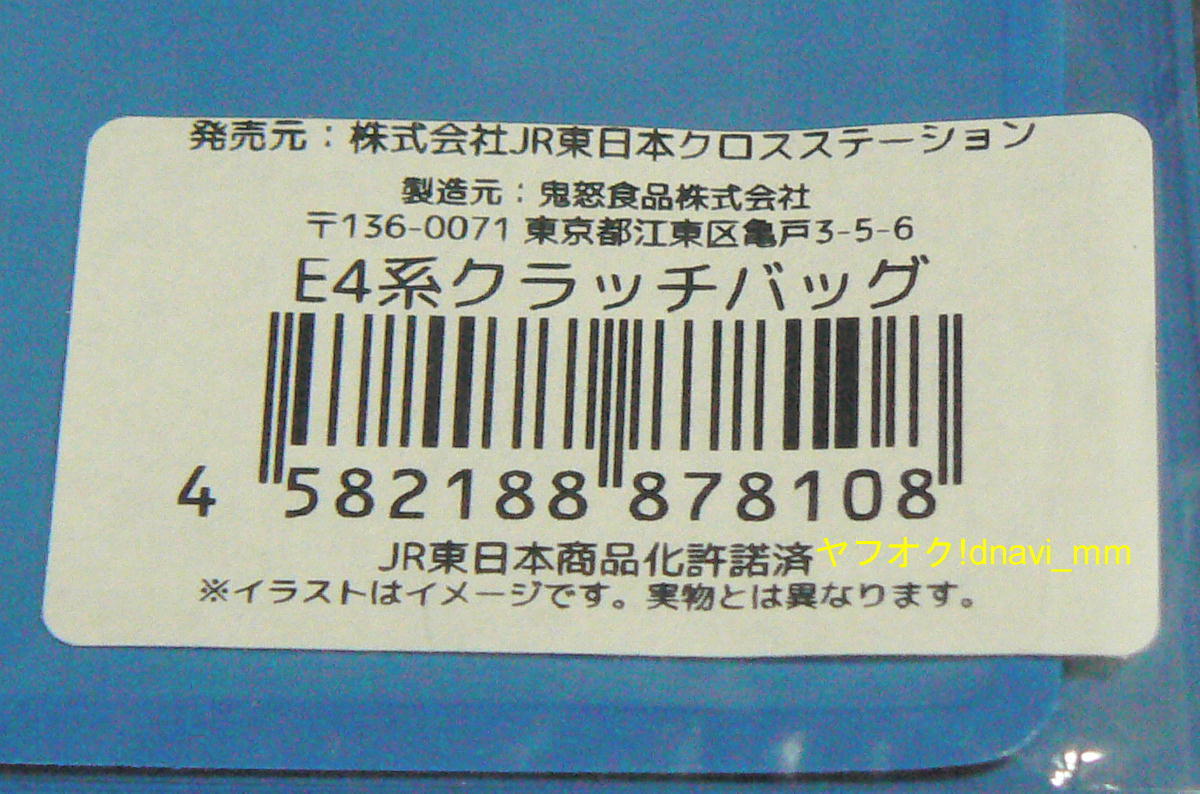 発売元：株式会社JR東日本クロスステーション
製造元：鬼怒食品株式会社
〒136-0071 東京都江東区亀戸3-5-6
E4系クラッチバッグ
4 582188 878108
JR東日本商品化許諾済
ヤフオク!dnavi_mm
※イラストはイメージです。実物とは異なります。